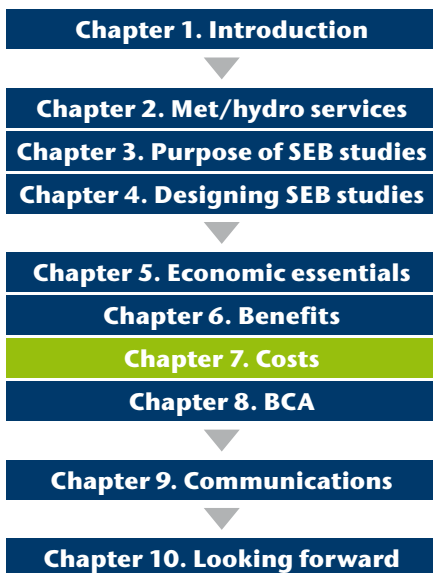 Chapter 1. Introduction
Chapter 2. Met/hydro services
Chapter 3. Purpose of SEB studies
Chapter 4. Designing SEB studies
Chapter 5. Economic essentials
Chapter 6. Benefits
Chapter 7. Costs
Chapter 8. BCA
Chapter 9. Communications
Chapter 10. Looking forward